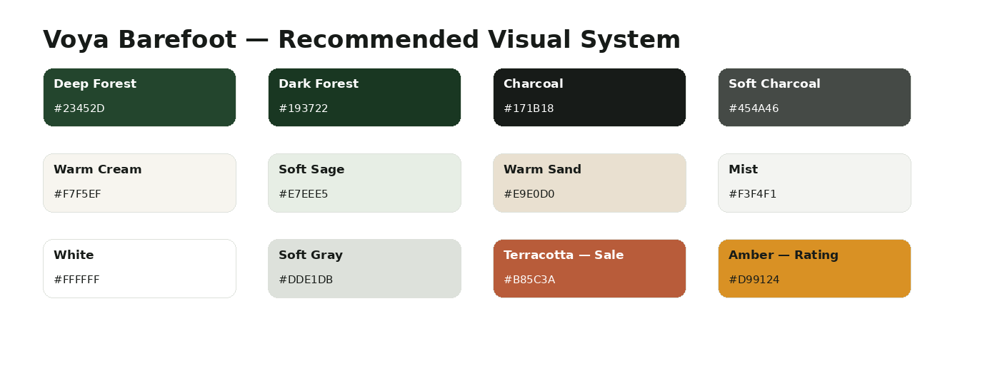 Voya Barefoot — Recommended Visual System
Deep Forest
#23452D
Dark Forest
#193722
Charcoal
#171B18
Soft Charcoal
#454A46
Warm Cream
#F7F5EF
Soft Sage
#E7EEE5
Warm Sand
#E9E0D0
Mist
#F3F4F1
White
#FFFFFF
Soft Gray
#DDE1DB
Terracotta — Sale
#B85C3A
Amber — Rating
#D99124